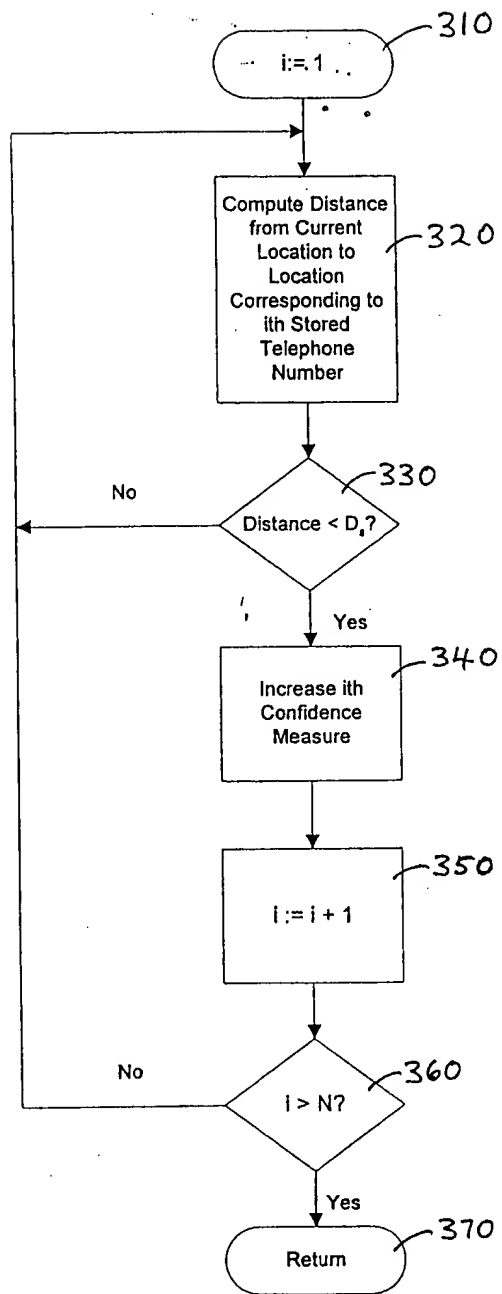 310
i:= 1
Compute Distance
from Current
Location to
Location
Corresponding to
ith Stored
Telephone
Number
320
330
No
Distance < Dₐ?
Yes
340
Increase ith
Confidence
Measure
350
i := i + 1
No
360
i > N?
Yes
370
Return